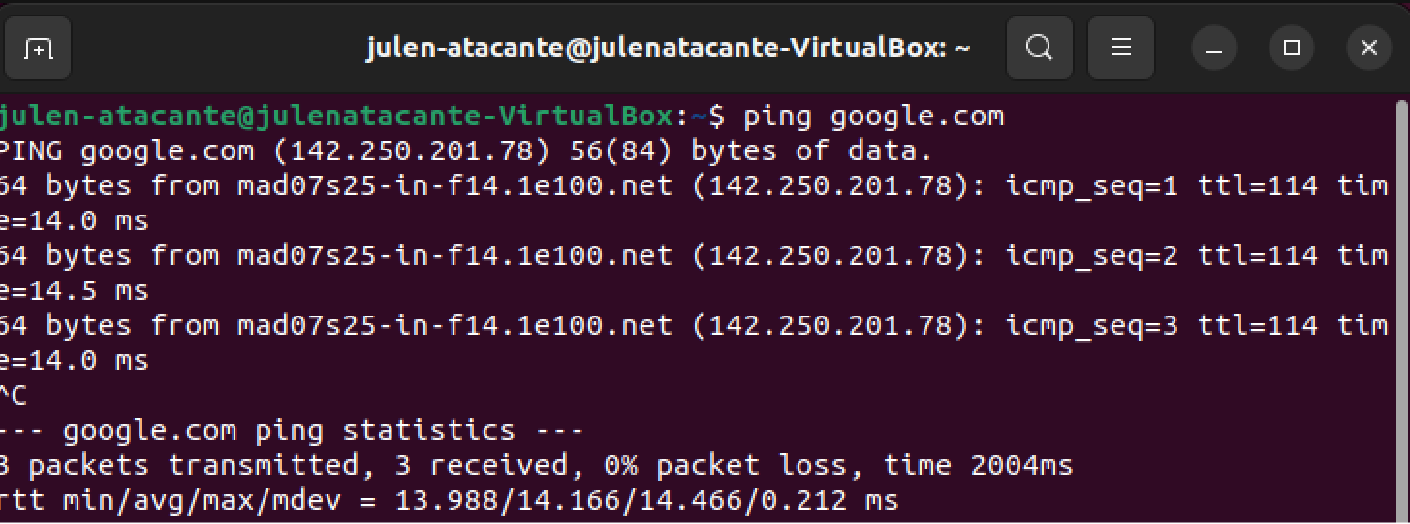 julen-atacante@julenatacante-VirtualBox: ~
julen-atacante@julenatacante-VirtualBox:~$ ping google.com
PING google.com (142.250.201.78) 56(84) bytes of data.
64 bytes from mad07s25-in-f14.1e100.net (142.250.201.78): icmp_seq=1 ttl=114 tim
e=14.0 ms
64 bytes from mad07s25-in-f14.1e100.net (142.250.201.78): icmp_seq=2 ttl=114 tim
e=14.5 ms
64 bytes from mad07s25-in-f14.1e100.net (142.250.201.78): icmp_seq=3 ttl=114 tim
e=14.0 ms
^C
--- google.com ping statistics ---
3 packets transmitted, 3 received, 0% packet loss, time 2004ms
rtt min/avg/max/mdev = 13.988/14.166/14.466/0.212 ms